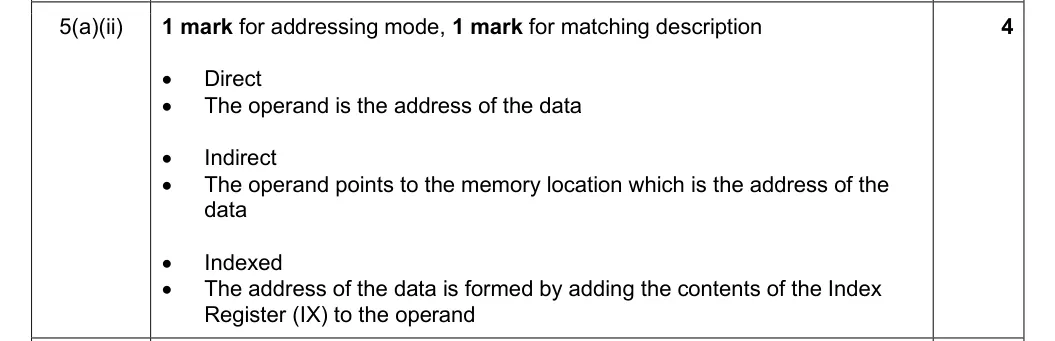 5(a)(ii) 1 mark for addressing mode, 1 mark for matching description 4
• Direct
• The operand is the address of the data
• Indirect
• The operand points to the memory location which is the address of the
data
• Indexed
• The address of the data is formed by adding the contents of the Index
Register (IX) to the operand